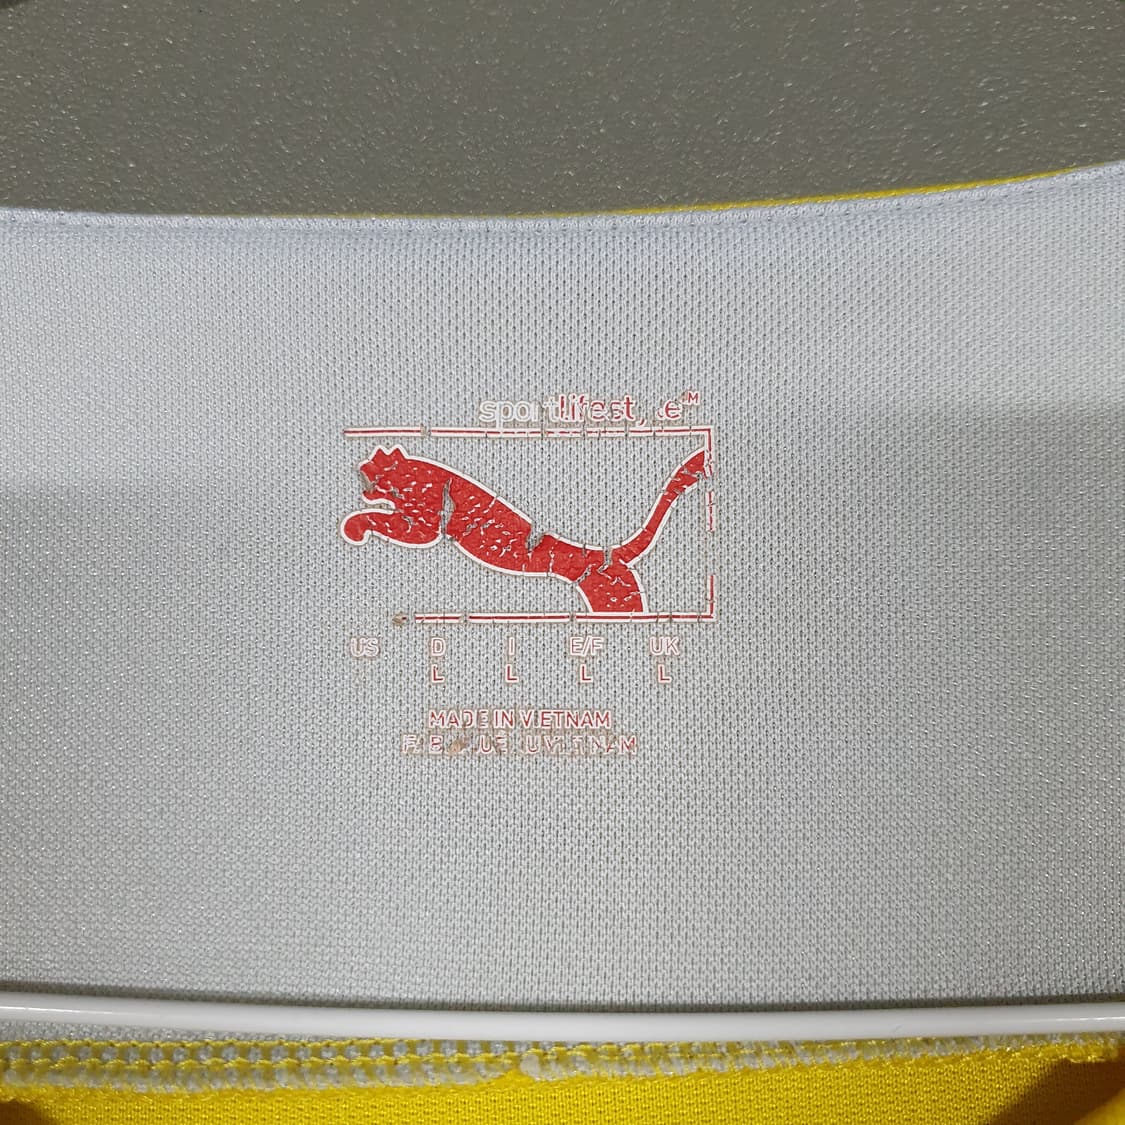 sportlifestyle™
US D I E/F UK
L L L L
MADE IN VIETNAM